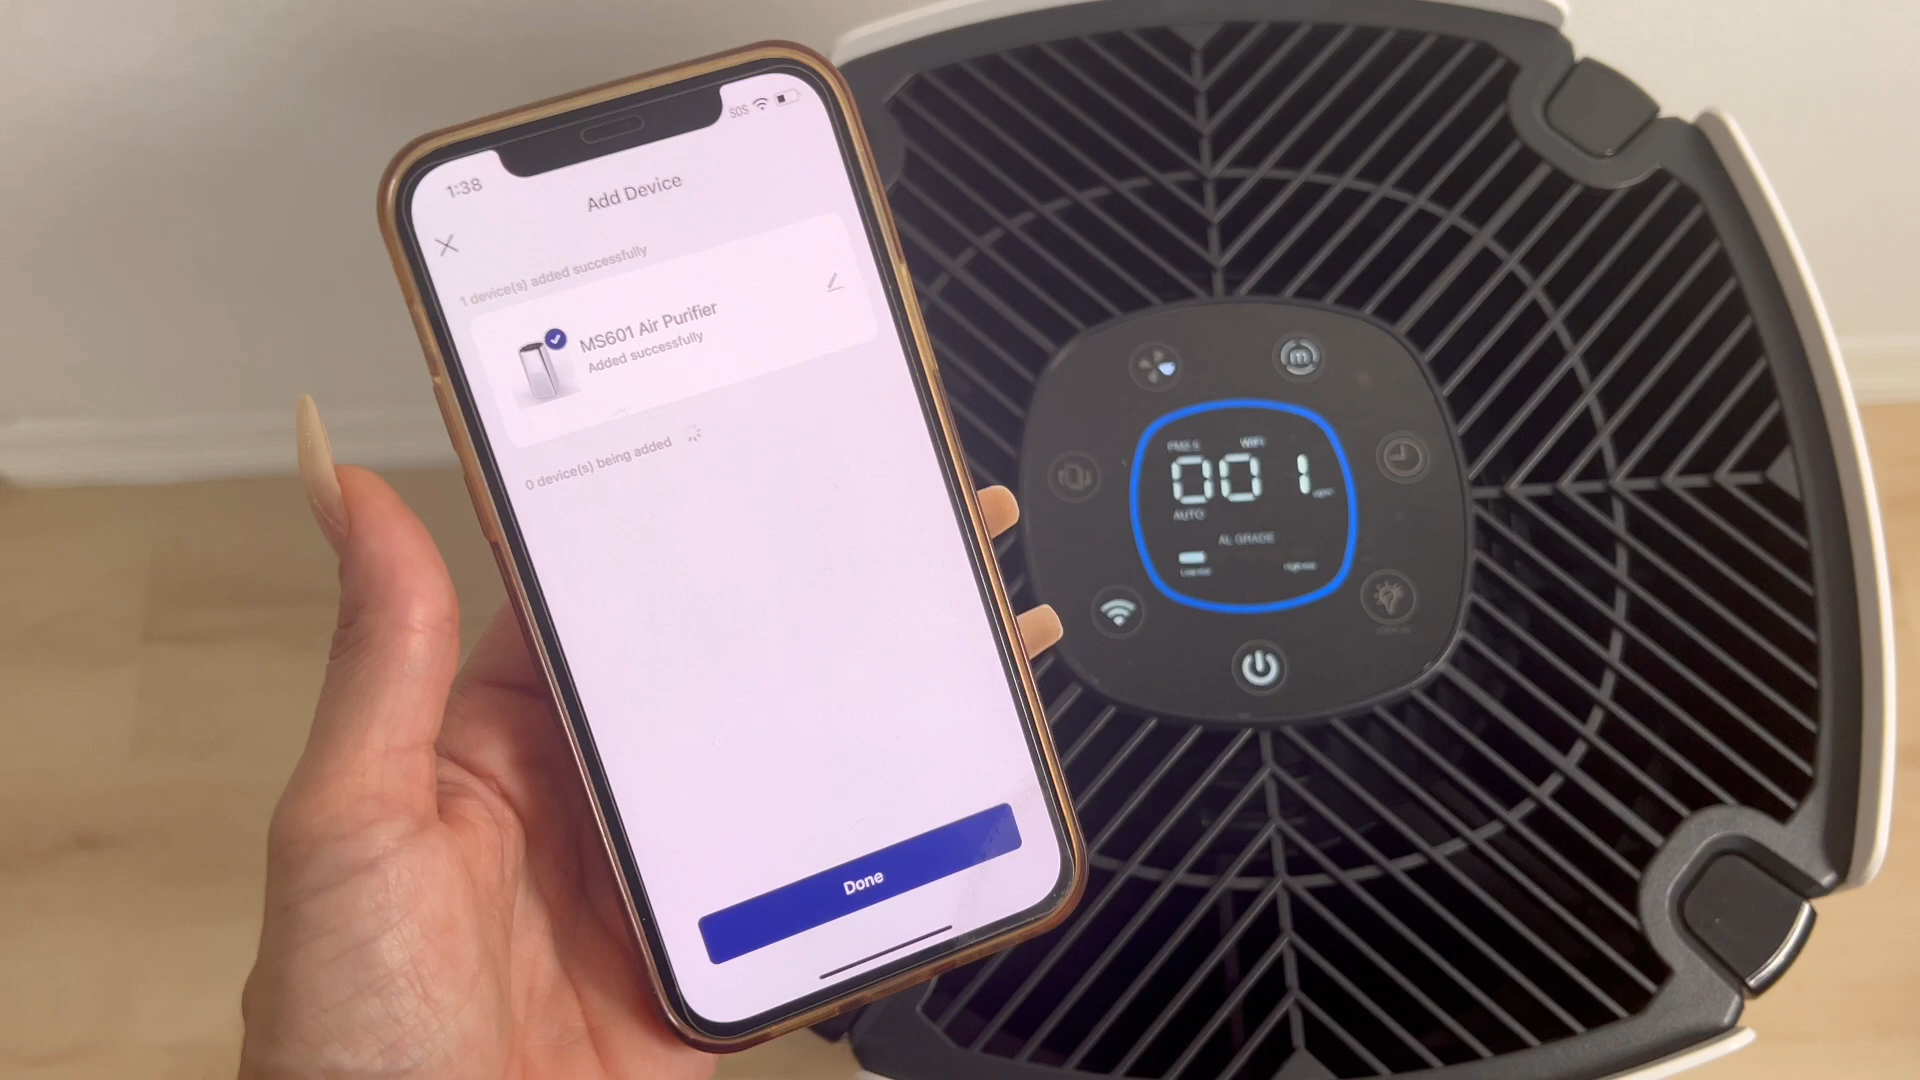 1:38
SOS
Add Device
1 device(s) added successfully
MS601 Air Purifier
Added successfully
0 device(s) being added
Done
m
PM2.5
WIFI
001
AUTO
AL GRADE